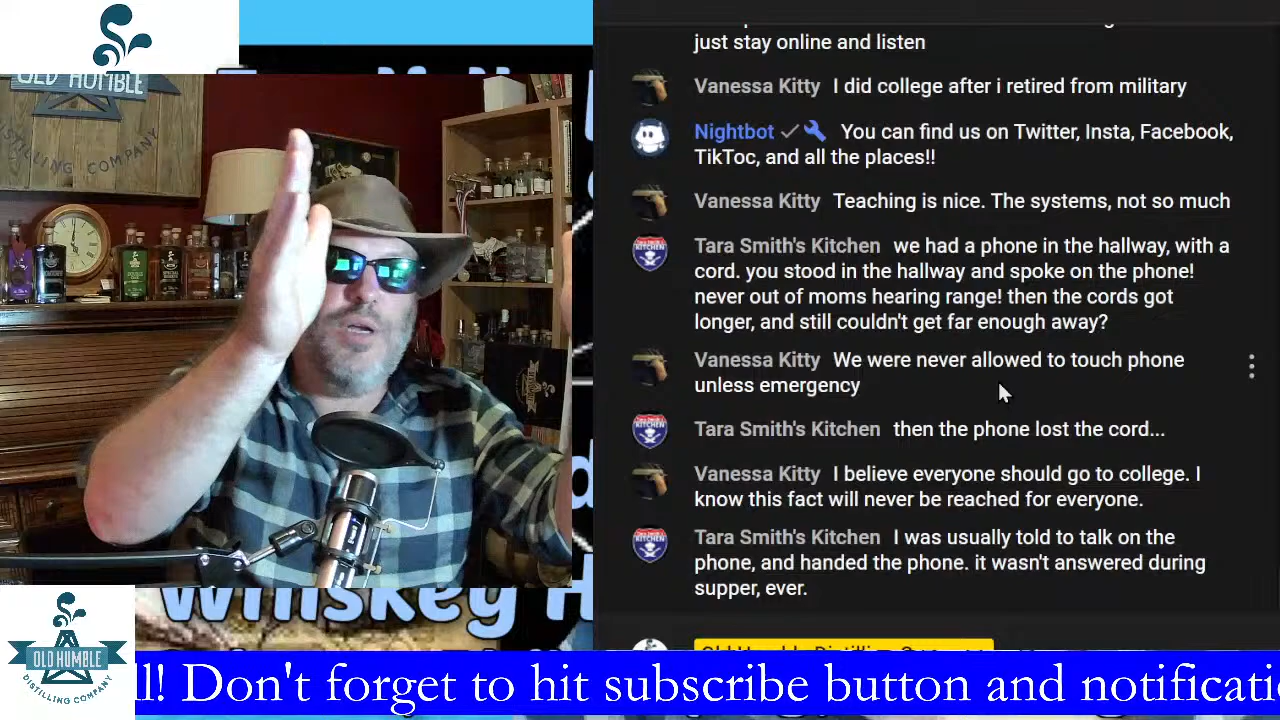 OLD HUMBLE
DISTILLING COMPANY
just stay online and listen
Vanessa Kitty I did college after i retired from military
Nightbot You can find us on Twitter, Insta, Facebook,
TikToc, and all the places!!
Vanessa Kitty Teaching is nice. The systems, not so much
Tara Smith's Kitchen we had a phone in the hallway, with a
cord. you stood in the hallway and spoke on the phone!
never out of moms hearing range! then the cords got
longer, and still couldn't get far enough away?
Vanessa Kitty We were never allowed to touch phone
unless emergency
Tara Smith's Kitchen then the phone lost the cord...
Vanessa Kitty I believe everyone should go to college. I
know this fact will never be reached for everyone.
Tara Smith's Kitchen I was usually told to talk on the
phone, and handed the phone. it wasn't answered during
supper, ever.
Whiskey H
OLD HUMBLE
DISTILLING COMPANY
ll! Don't forget to hit subscribe button and notificati